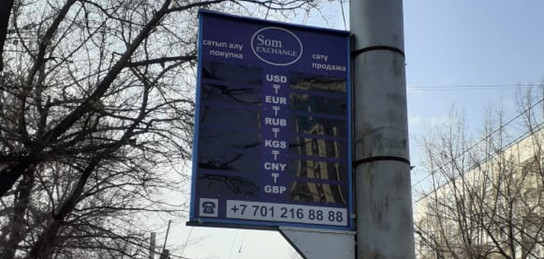 Som
EXCHANGE
сатып алу
покупка
сату
продажа
USD
₸
EUR
₸
RUB
₸
KGS
₸
CNY
₸
GBP
+7 701 216 88 88